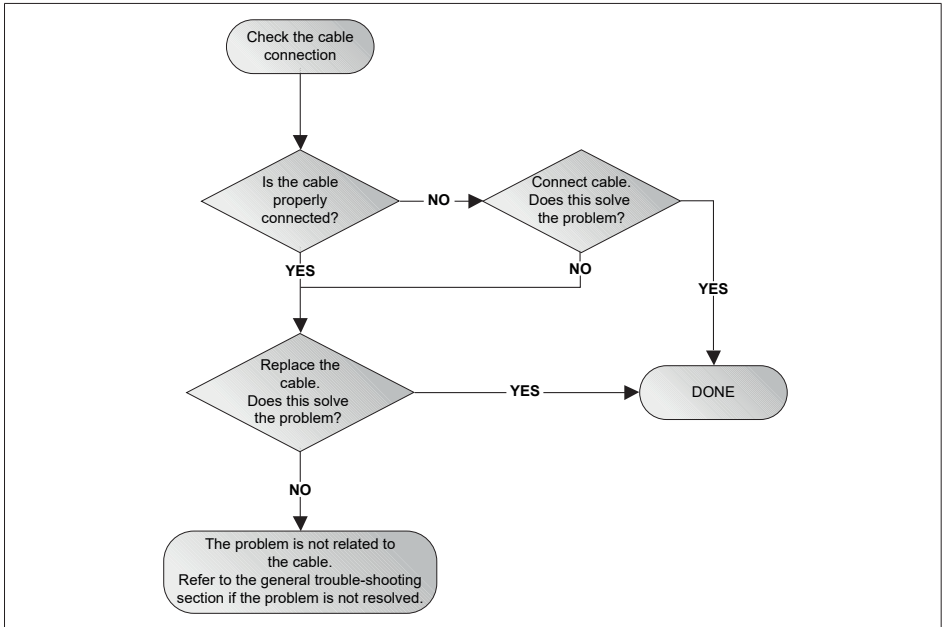 Check the cable
connection
Is the cable
properly
connected?
NO
Connect cable.
Does this solve
the problem?
YES
NO
YES
Replace the
cable.
Does this solve
the problem?
YES
DONE
NO
The problem is not related to
the cable.
Refer to the general trouble-shooting
section if the problem is not resolved.